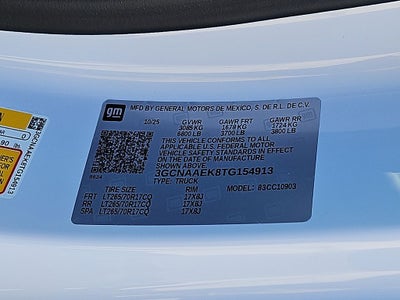 gm
MFD BY GENERAL MOTORS DE MEXICO, S. DE R.L. DE C.V.
10/25 GVWR GAWR FRT GAWR RR
3085 KG 1678 KG 1724 KG
6800 LB 3700 LB 3800 LB
THIS VEHICLE CONFORMS TO ALL
APPLICABLE U.S. FEDERAL MOTOR
VEHICLE SAFETY STANDARDS IN
EFFECT ON THE DATE OF
MANUFACTURE SHOWN ABOVE.
3GCNAAEK8TG154913
TYPE: TRUCK
MODEL: 83CC10903
TIRE SIZE RIM
FRT LT265/70R17CQ 17X8J
RR LT265/70R17CQ 17X8J
SPA LT265/70R17CQ 17X8J
3GCNAAEK8TG154913